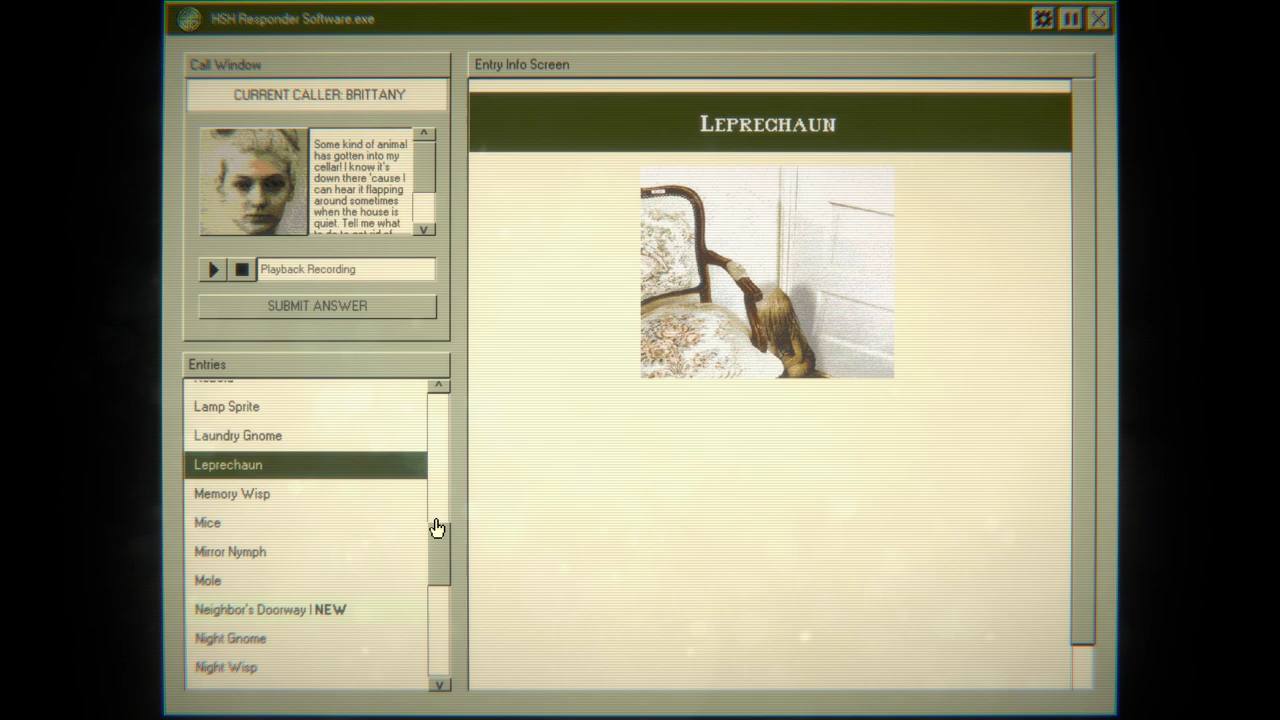 HSH Responder Software.exe
Call Window
CURRENT CALLER: BRITTANY
Some kind of animal
has gotten into my
cellar! I know it's
down there 'cause I
can hear it flapping
around sometimes
when the house is
quiet. Tell me what
Playback Recording
SUBMIT ANSWER
Entries
Lamp Sprite
Laundry Gnome
Leprechaun
Memory Wisp
Mice
Mirror Nymph
Mole
Neighbor's Doorway | NEW
Night Gnome
Night Wisp
Entry Info Screen
Leprechaun